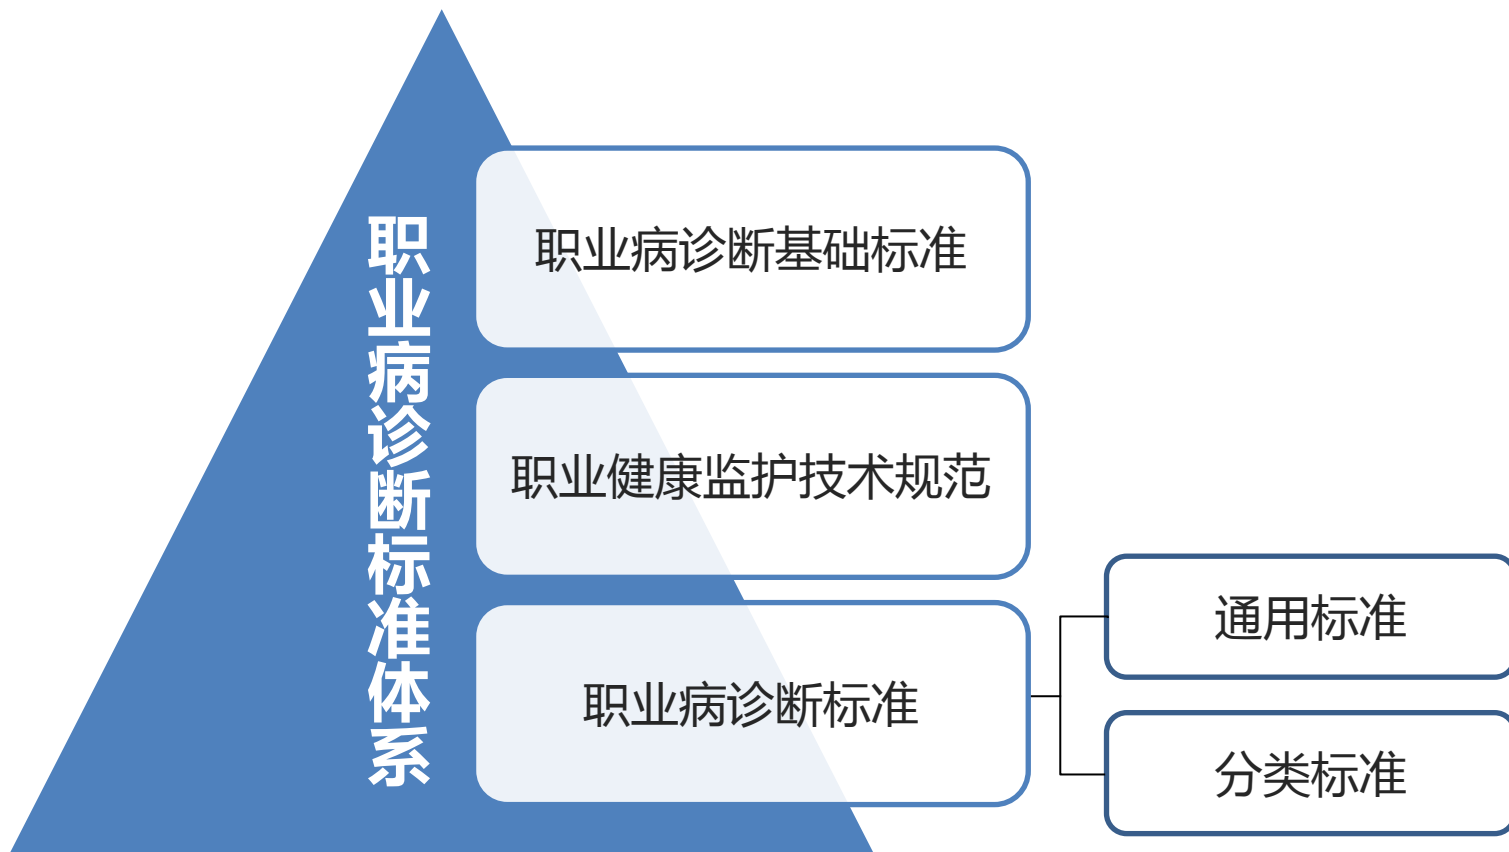 职业病诊断标准体系
职业病诊断基础标准
职业健康监护技术规范
职业病诊断标准
通用标准
分类标准